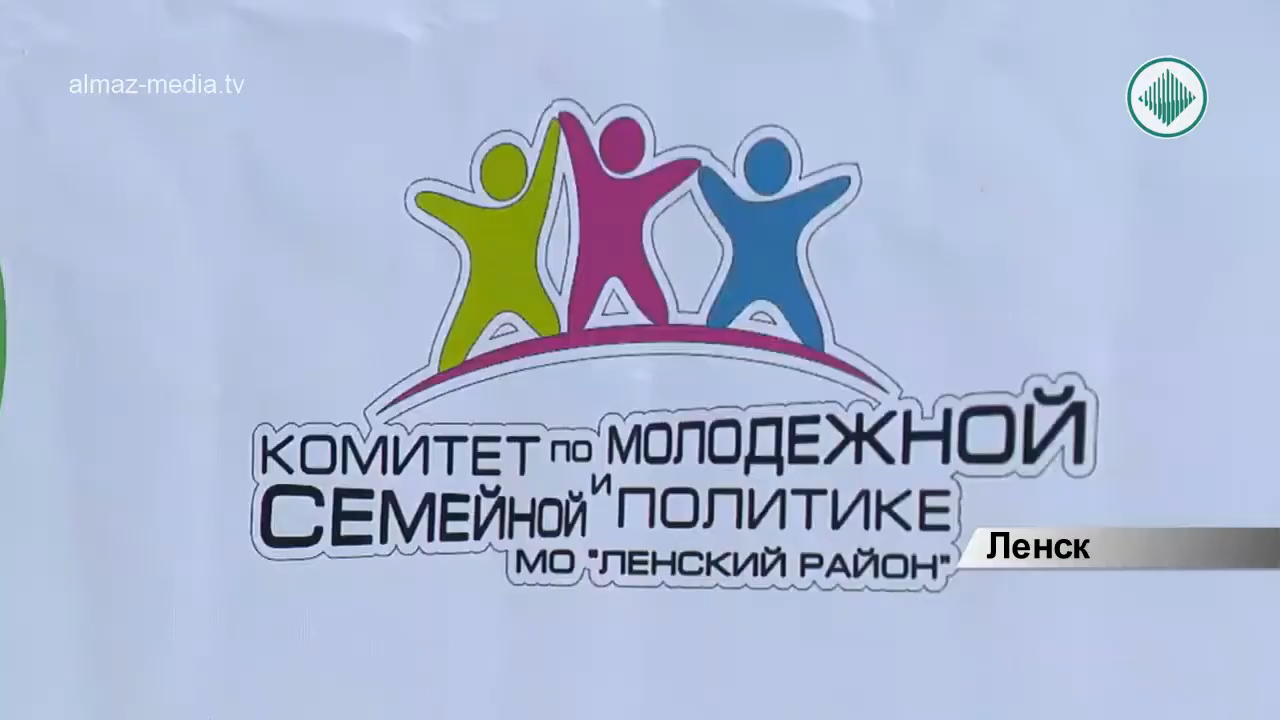 almaz-media.tv
КОМИТЕТ ПО МОЛОДЕЖНОЙ
И
СЕМЕЙНОЙ ПОЛИТИКЕ
МО "ЛЕНСКИЙ РАЙОН"
Ленск